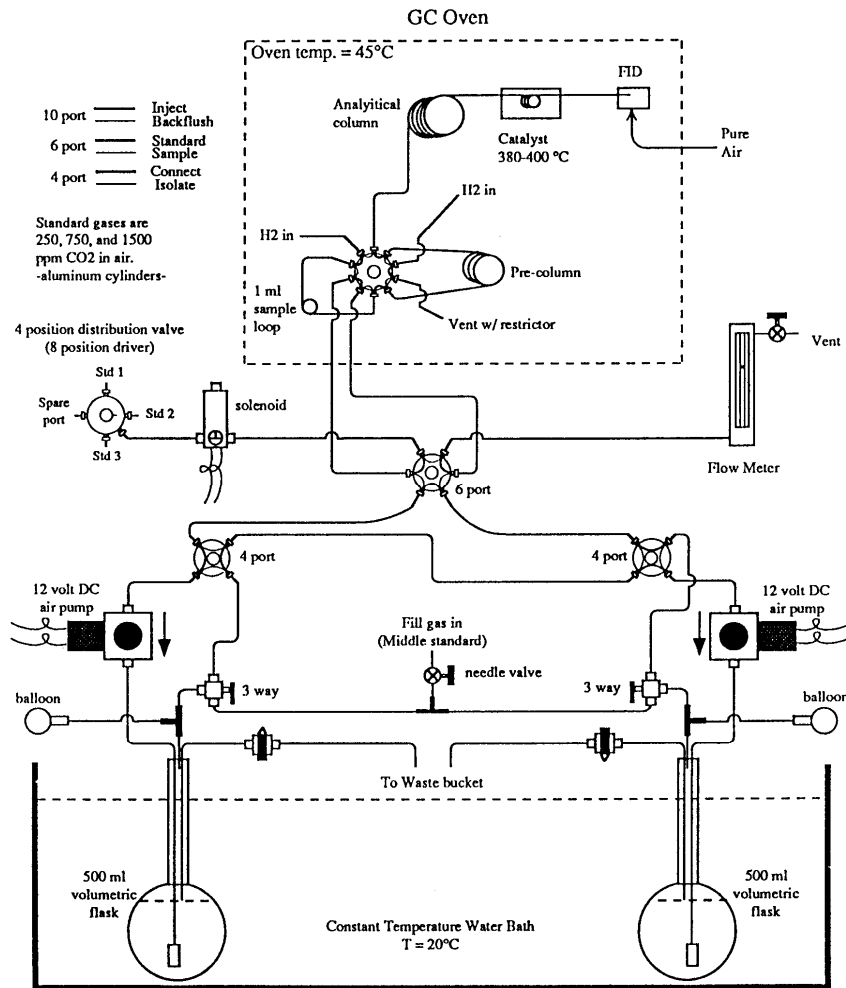 GC Oven
Oven temp. = 45°C
FID
Analyitical
column
Catalyst
380-400 °C
Pure
Air
10 port
Inject
Backflush
6 port
Standard
Sample
4 port
Connect
Isolate
H2 in
H2 in
Standard gases are
250, 750, and 1500
ppm CO2 in air.
-aluminum cylinders-
Pre-column
1 ml
sample
loop
Vent w/ restrictor
4 position distribution valve
(8 position driver)
Vent
Std 1
Spare
port
Std 2
Std 3
solenoid
Flow Meter
6 port
4 port
4 port
12 volt DC
air pump
12 volt DC
air pump
Fill gas in
(Middle standard)
needle valve
3 way
3 way
balloon
balloon
To Waste bucket
500 ml
volumetric
flask
500 ml
volumetric
flask
Constant Temperature Water Bath
T = 20°C